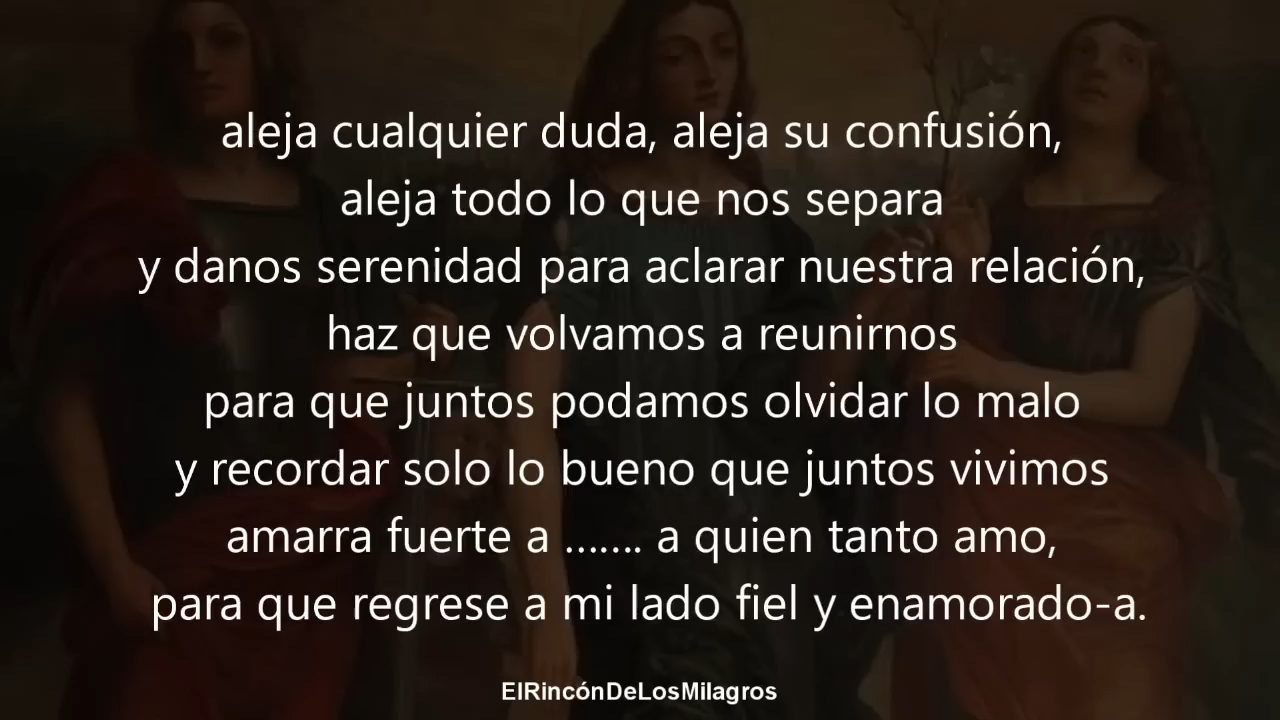 aleja cualquier duda, aleja su confusión,
aleja todo lo que nos separa
y danos serenidad para aclarar nuestra relación,
haz que volvamos a reunirnos
para que juntos podamos olvidar lo malo
y recordar solo lo bueno que juntos vivimos
amarra fuerte a ....... a quien tanto amo,
para que regrese a mi lado fiel y enamorado-a.
ElRincónDeLosMilagros